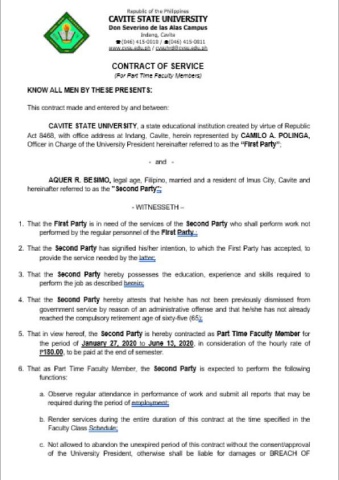 Republic of the Philippines
CAVITE STATE UNIVERSITY
Don Severino de las Alas Campus
Indang, Cavite
☎(046) 415-0010 / ☎(046) 415-0011
www.cvsu.edu.ph
CONTRACT OF SERVICE
(For Part Time Faculty Members)
KNOW ALL MEN BY THESE PRESENTS:
This contract made and entered by and between:
CAVITE STATE UNIVERSITY, a state educational institution created by virtue of Republic
Act 8468, with office address at Indang, Cavite, herein represented by CAMILO A. POLINGA,
Officer in Charge of the University President hereinafter referred to as the "First Party";
- and -
AQUER R. BESIMO, legal age, Filipino, married and a resident of Imus City, Cavite and
hereinafter referred to as the "Second Party";
- WITNESSETH –
1. That the First Party is in need of the services of the Second Party who shall perform work not
performed by the regular personnel of the First Party.;
2. That the Second Party has signified his/her intention, to which the First Party has accepted, to
provide the service needed by the latter;
3. That the Second Party hereby possesses the education, experience and skills required to
perform the job as described herein;
4. That the Second Party hereby attests that he/she has not been previously dismissed from
government service by reason of an administrative offense and that he/she has not already
reached the compulsory retirement age of sixty-five (65);
5. That in view hereof, the Second Party is hereby contracted as Part Time Faculty Member for
the period of January 27, 2020 to June 13, 2020, in consideration of the hourly rate of
₱180.00, to be paid at the end of semester.
6. That as Part Time Faculty Member, the Second Party is expected to perform the following
functions:
a. Observe regular attendance in performance of work and submit all reports that may be
required during the period of employment;
b. Render services during the entire duration of this contract at the time specified in the
Faculty Class Schedule;
c. Not allowed to abandon the unexpired period of this contract without the consent/approval
of the University President, otherwise shall be liable for damages or BREACH OF